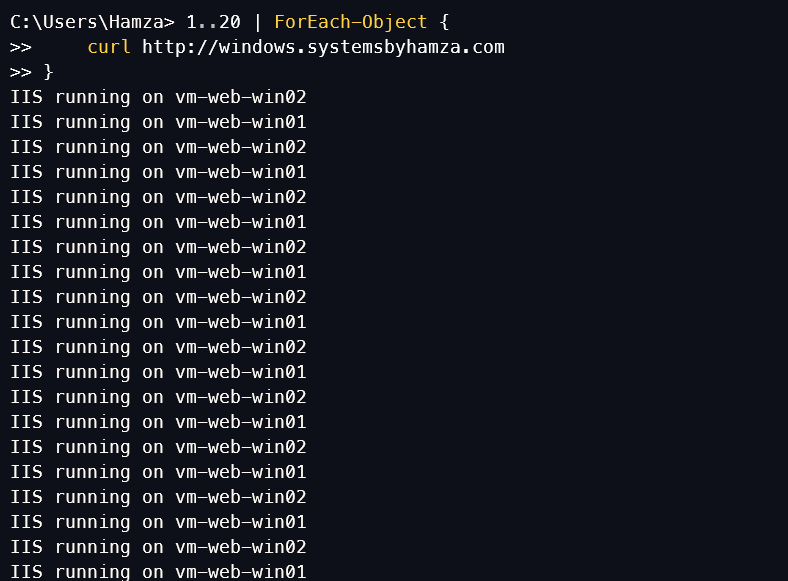 C:\Users\Hamza> 1..20 | ForEach-Object {
>>     curl http://windows.systemsbyhamza.com
>> }
IIS running on vm-web-win02
IIS running on vm-web-win01
IIS running on vm-web-win02
IIS running on vm-web-win01
IIS running on vm-web-win02
IIS running on vm-web-win01
IIS running on vm-web-win02
IIS running on vm-web-win01
IIS running on vm-web-win02
IIS running on vm-web-win01
IIS running on vm-web-win02
IIS running on vm-web-win01
IIS running on vm-web-win02
IIS running on vm-web-win01
IIS running on vm-web-win02
IIS running on vm-web-win01
IIS running on vm-web-win02
IIS running on vm-web-win01
IIS running on vm-web-win02
IIS running on vm-web-win01